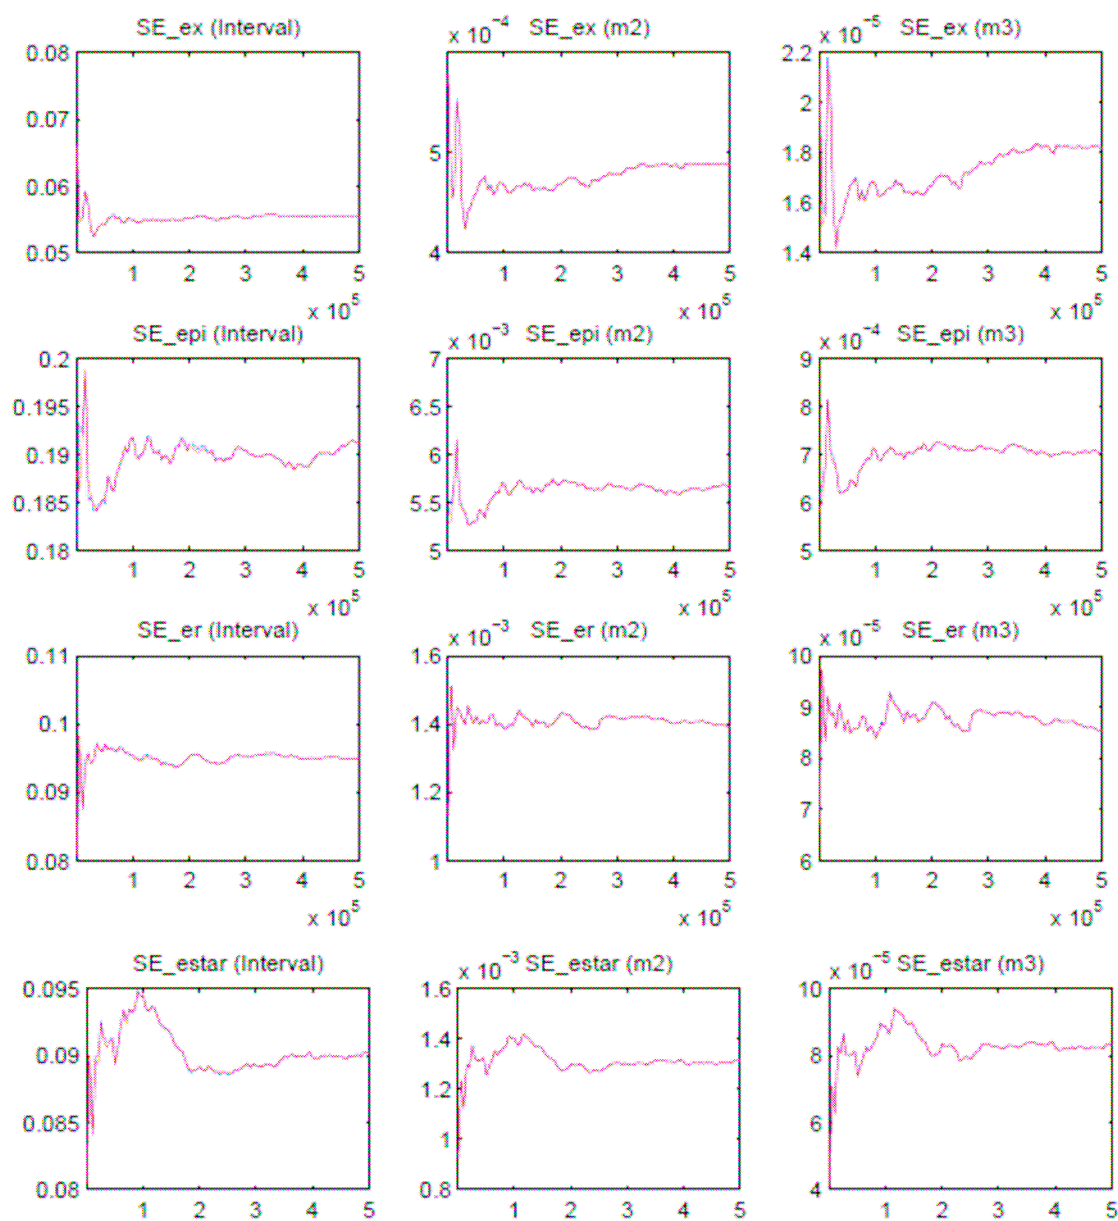 SE_ex (Interval)
0.08
0.07
0.06
0.05
1 2 3 4 5
x 10^5
x 10^-4 SE_ex (m2)
5
4
1 2 3 4 5
x 10^5
x 10^-5 SE_ex (m3)
2.2
2
1.8
1.6
1.4
1 2 3 4 5
x 10^5
SE_epi (Interval)
0.2
0.195
0.19
0.185
0.18
1 2 3 4 5
x 10^5
x 10^-3 SE_epi (m2)
7
6.5
6
5.5
5
1 2 3 4 5
x 10^5
x 10^-4 SE_epi (m3)
9
8
7
6
5
1 2 3 4 5
x 10^5
SE_er (Interval)
0.11
0.1
0.09
0.08
1 2 3 4 5
x 10^5
x 10^-3 SE_er (m2)
1.6
1.4
1.2
1
1 2 3 4 5
x 10^5
x 10^-5 SE_er (m3)
10
9
8
7
6
1 2 3 4 5
x 10^5
SE_estar (Interval)
0.095
0.09
0.085
0.08
1 2 3 4 5
x 10^-3 SE_estar (m2)
1.6
1.4
1.2
1
0.8
1 2 3 4 5
x 10^-5 SE_estar (m3)
10
8
6
4
1 2 3 4 5